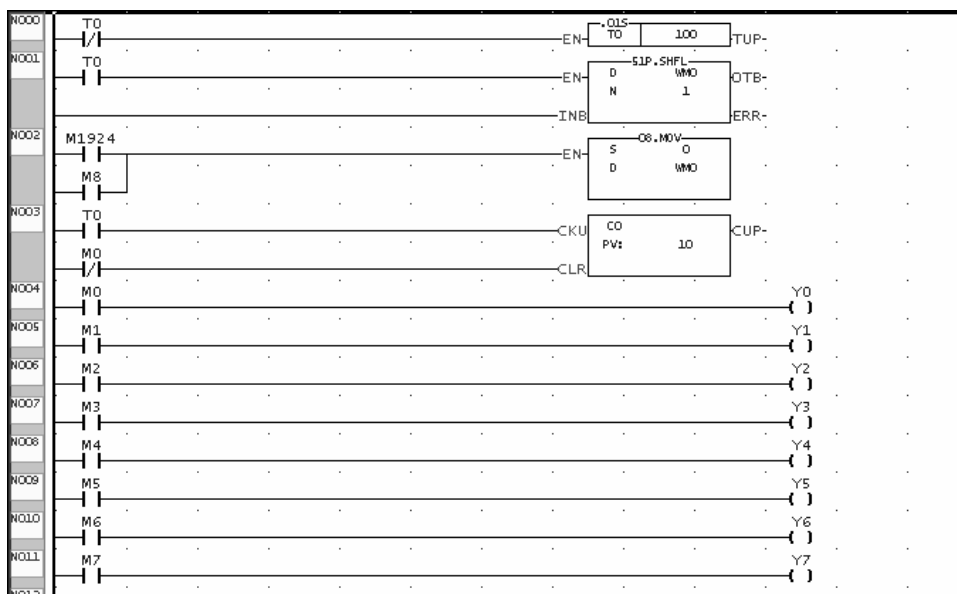 N000 T0 .01S
EN T0 100 TUP
N001 T0 51P.SHFL
EN D WM0 OTB
N 1
INB ERR
N002 M1924 08.MOV
EN S 0
M8 D WM0
N003 T0 C0
CKU PV: 10 CUP
M0
CLR
N004 M0 Y0
N005 M1 Y1
N006 M2 Y2
N007 M3 Y3
N008 M4 Y4
N009 M5 Y5
N010 M6 Y6
N011 M7 Y7